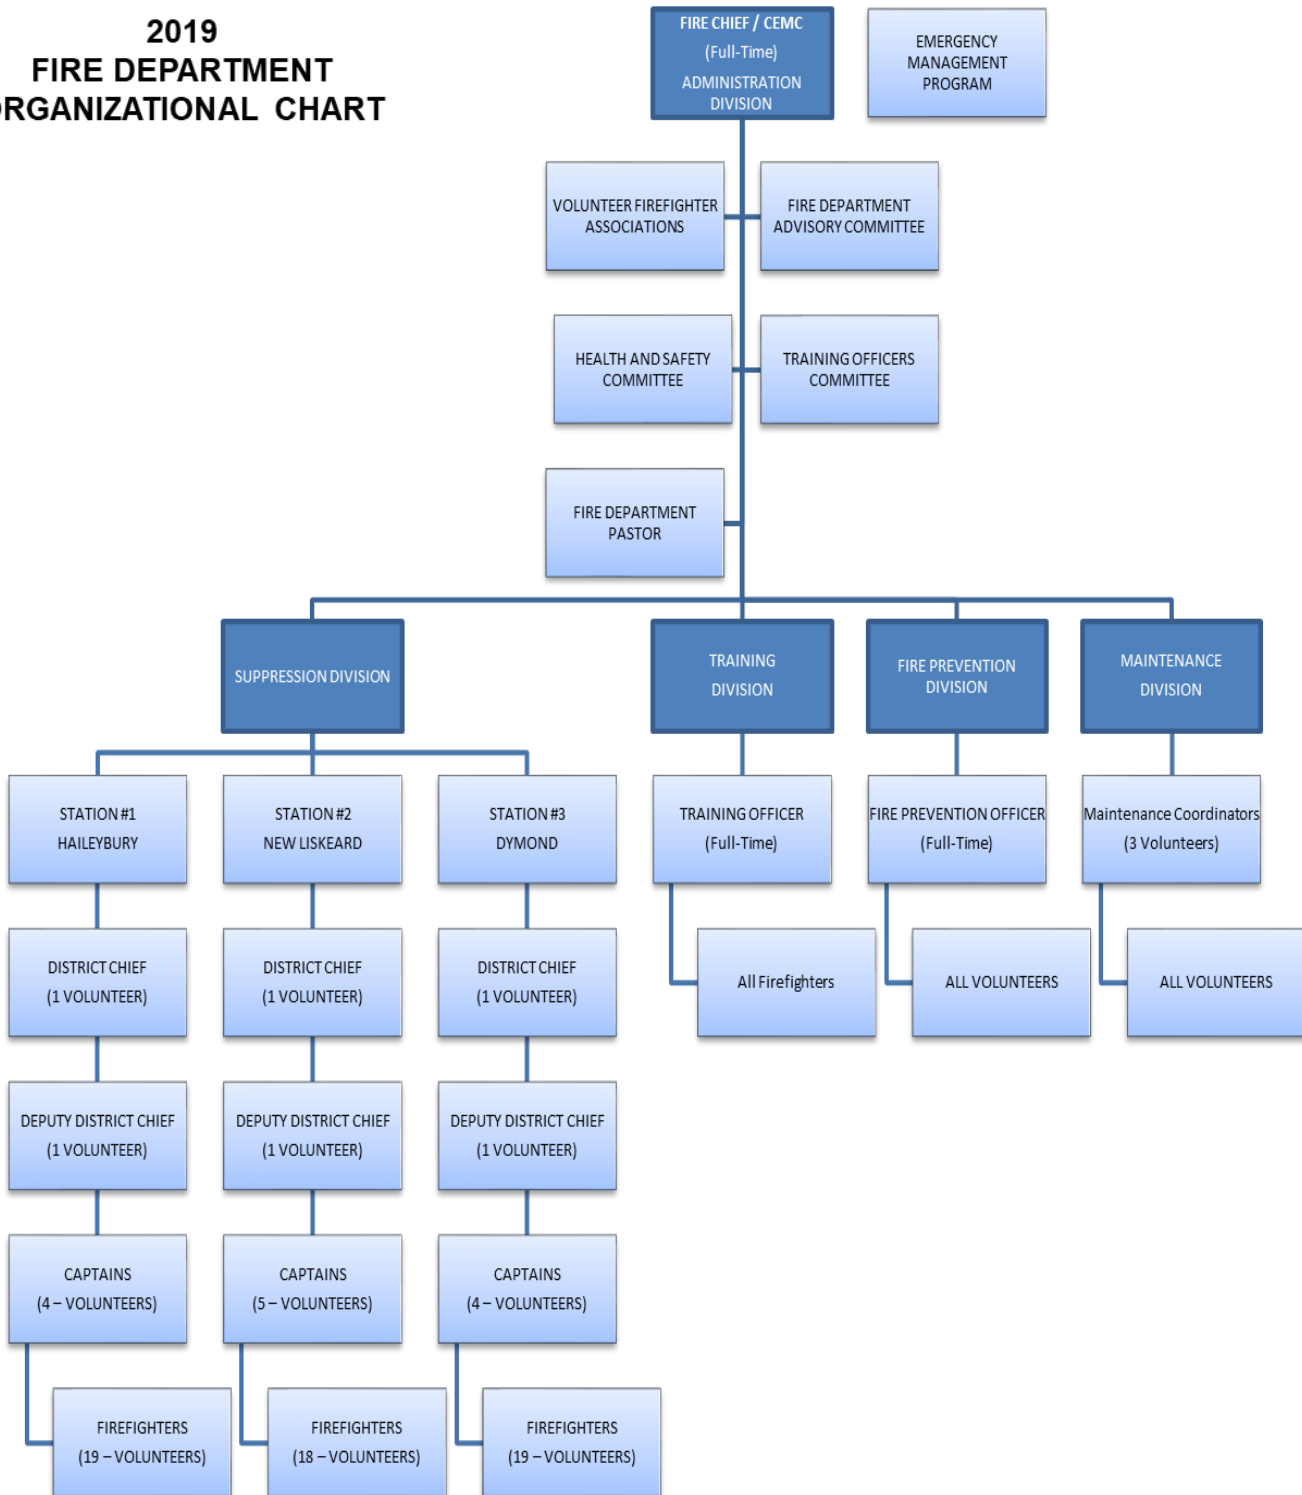 2019
FIRE DEPARTMENT
ORGANIZATIONAL CHART
FIRE CHIEF / CEMC
(Full-Time)
ADMINISTRATION
DIVISION
EMERGENCY
MANAGEMENT
PROGRAM
VOLUNTEER FIREFIGHTER
ASSOCIATIONS
FIRE DEPARTMENT
ADVISORY COMMITTEE
HEALTH AND SAFETY
COMMITTEE
TRAINING OFFICERS
COMMITTEE
FIRE DEPARTMENT
PASTOR
SUPPRESSION DIVISION
TRAINING
DIVISION
FIRE PREVENTION
DIVISION
MAINTENANCE
DIVISION
STATION #1
HAILEYBURY
STATION #2
NEW LISKEARD
STATION #3
DYMOND
TRAINING OFFICER
(Full-Time)
FIRE PREVENTION OFFICER
(Full-Time)
Maintenance Coordinators
(3 Volunteers)
DISTRICT CHIEF
(1 VOLUNTEER)
DISTRICT CHIEF
(1 VOLUNTEER)
DISTRICT CHIEF
(1 VOLUNTEER)
All Firefighters
ALL VOLUNTEERS
ALL VOLUNTEERS
DEPUTY DISTRICT CHIEF
(1 VOLUNTEER)
DEPUTY DISTRICT CHIEF
(1 VOLUNTEER)
DEPUTY DISTRICT CHIEF
(1 VOLUNTEER)
CAPTAINS
(4 – VOLUNTEERS)
CAPTAINS
(5 – VOLUNTEERS)
CAPTAINS
(4 – VOLUNTEERS)
FIREFIGHTERS
(19 – VOLUNTEERS)
FIREFIGHTERS
(18 – VOLUNTEERS)
FIREFIGHTERS
(19 – VOLUNTEERS)